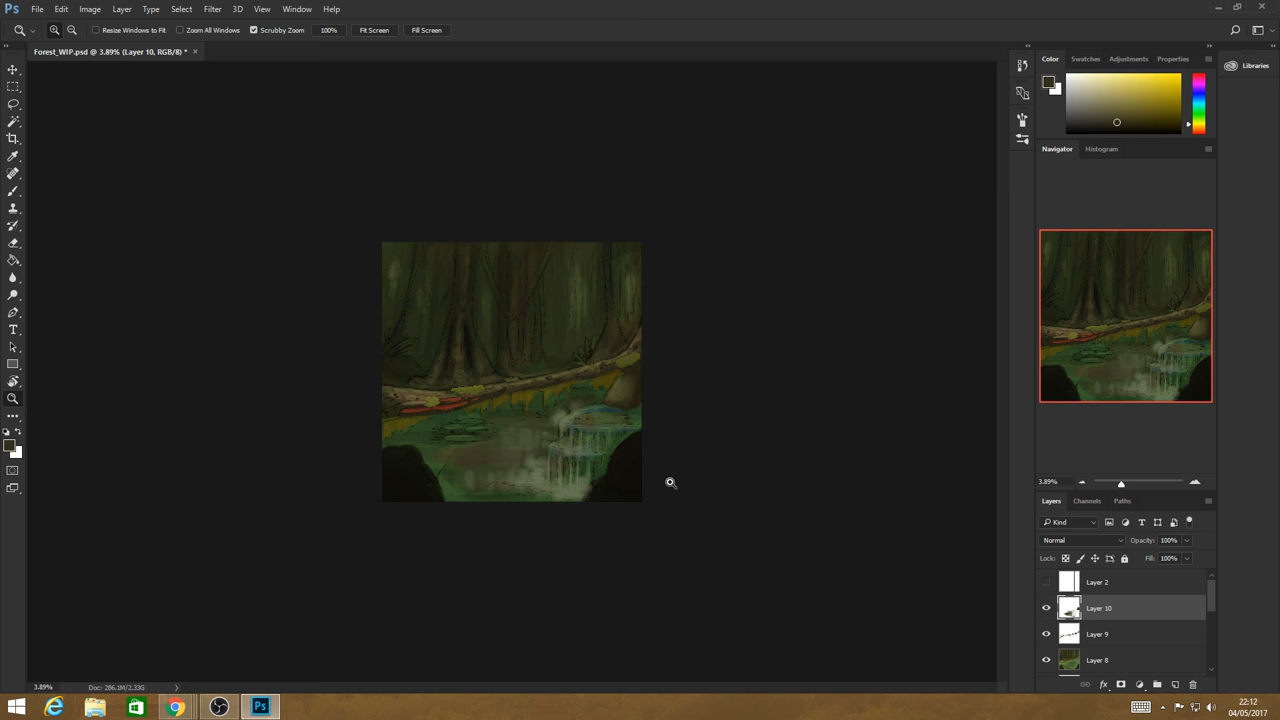 Ps File Edit Image Layer Type Select Filter 3D View Window Help
Resize Windows to Fit Zoom All Windows Scrubby Zoom 100% Fit Screen Fill Screen
Forest_WIP.psd @ 3.89% (Layer 10, RGB/8) * ×
Color Swatches Adjustments Properties
Libraries
Navigator Histogram
3.89%
Layers Channels Paths
Kind
Normal Opacity: 100%
Lock: Fill: 100%
Layer 2
Layer 10
Layer 9
Layer 8
3.89% Doc: 286.1M/2.33G
Ps
22:12
04/05/2017